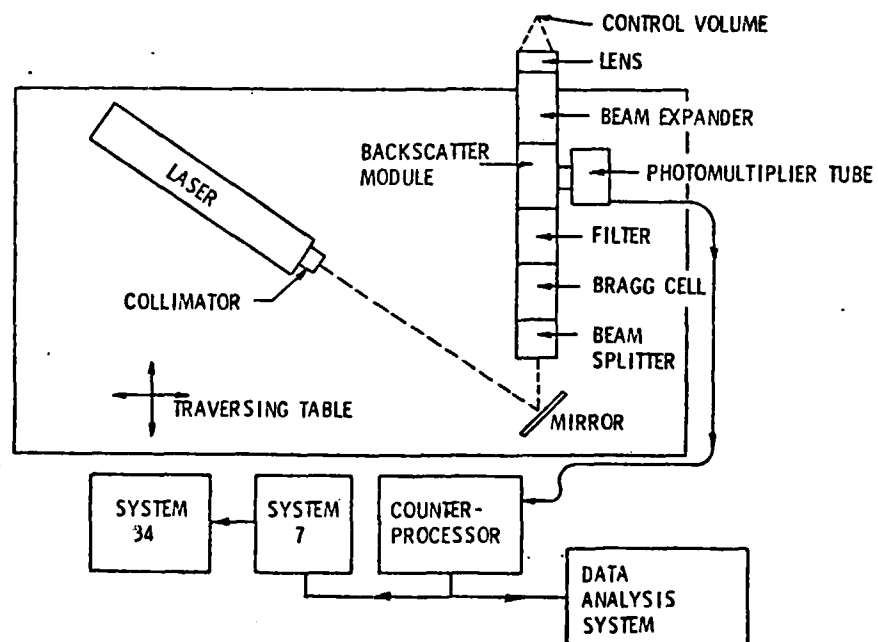 CONTROL VOLUME
LENS
BEAM EXPANDER
BACKSCATTER
MODULE
PHOTOMULTIPLIER TUBE
LASER
FILTER
COLLIMATOR
BRAGG CELL
BEAM
SPLITTER
TRAVERSING TABLE
MIRROR
SYSTEM
34
SYSTEM
7
COUNTER-
PROCESSOR
DATA
ANALYSIS
SYSTEM